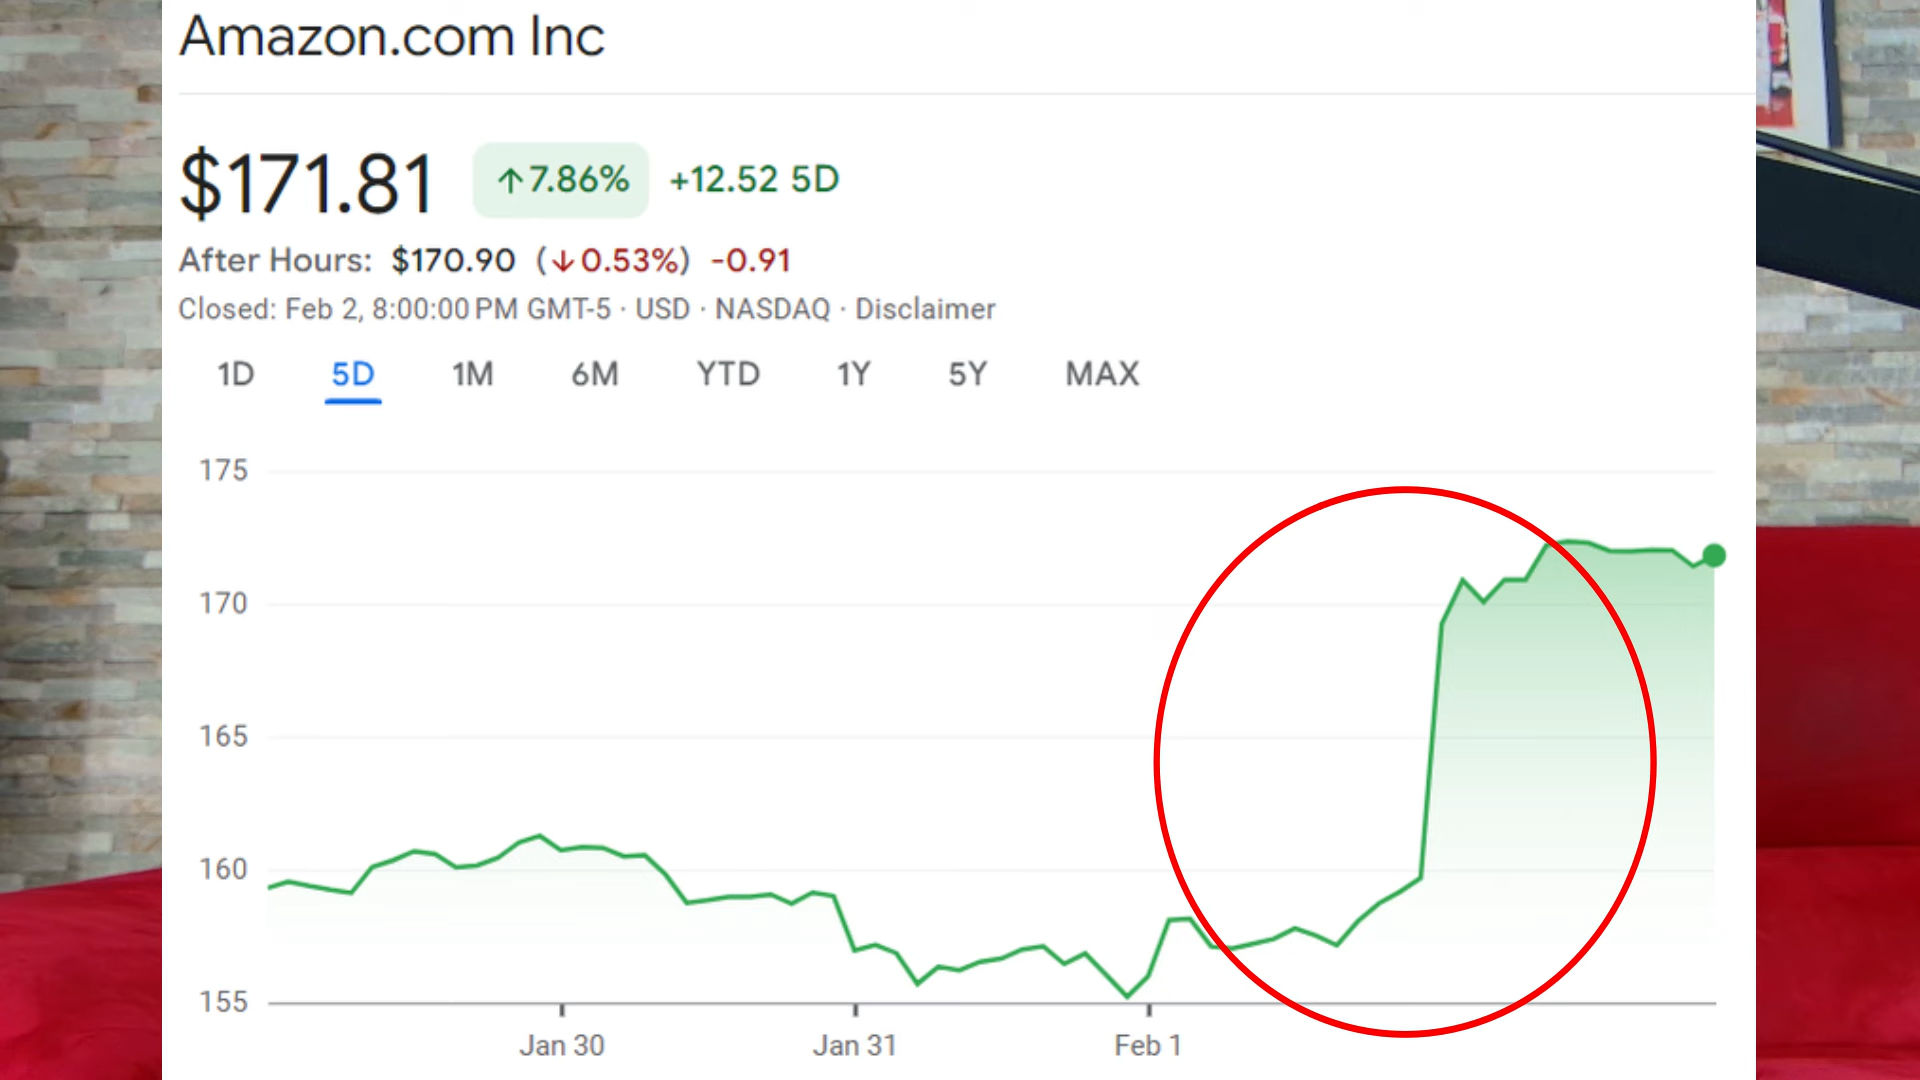 Amazon.com Inc
$171.81 ↑7.86% +12.52 5D
After Hours: $170.90 (↓0.53%) -0.91
Closed: Feb 2, 8:00:00 PM GMT-5 · USD · NASDAQ · Disclaimer
1D 5D 1M 6M YTD 1Y 5Y MAX
175
170
165
160
155
Jan 30 Jan 31 Feb 1